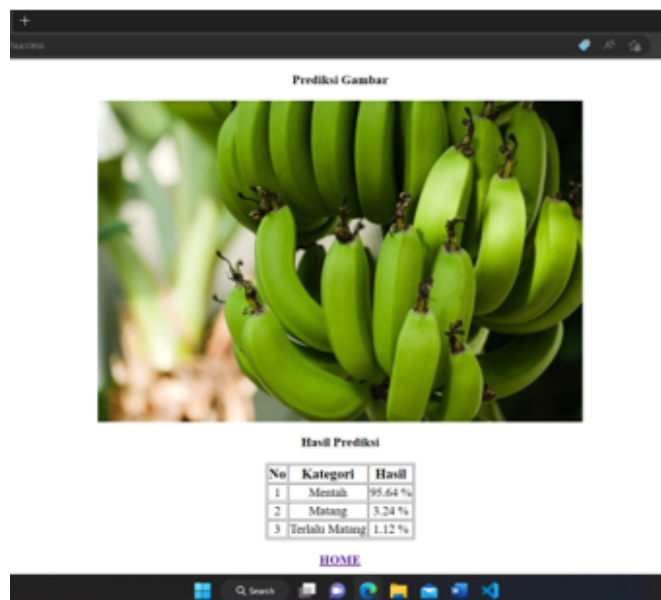 +
/success
Prediksi Gambar
Hasil Prediksi
No Kategori Hasil
1 Mentah 95.64 %
2 Matang 3.24 %
3 Terlalu Matang 1.12 %
HOME
Search